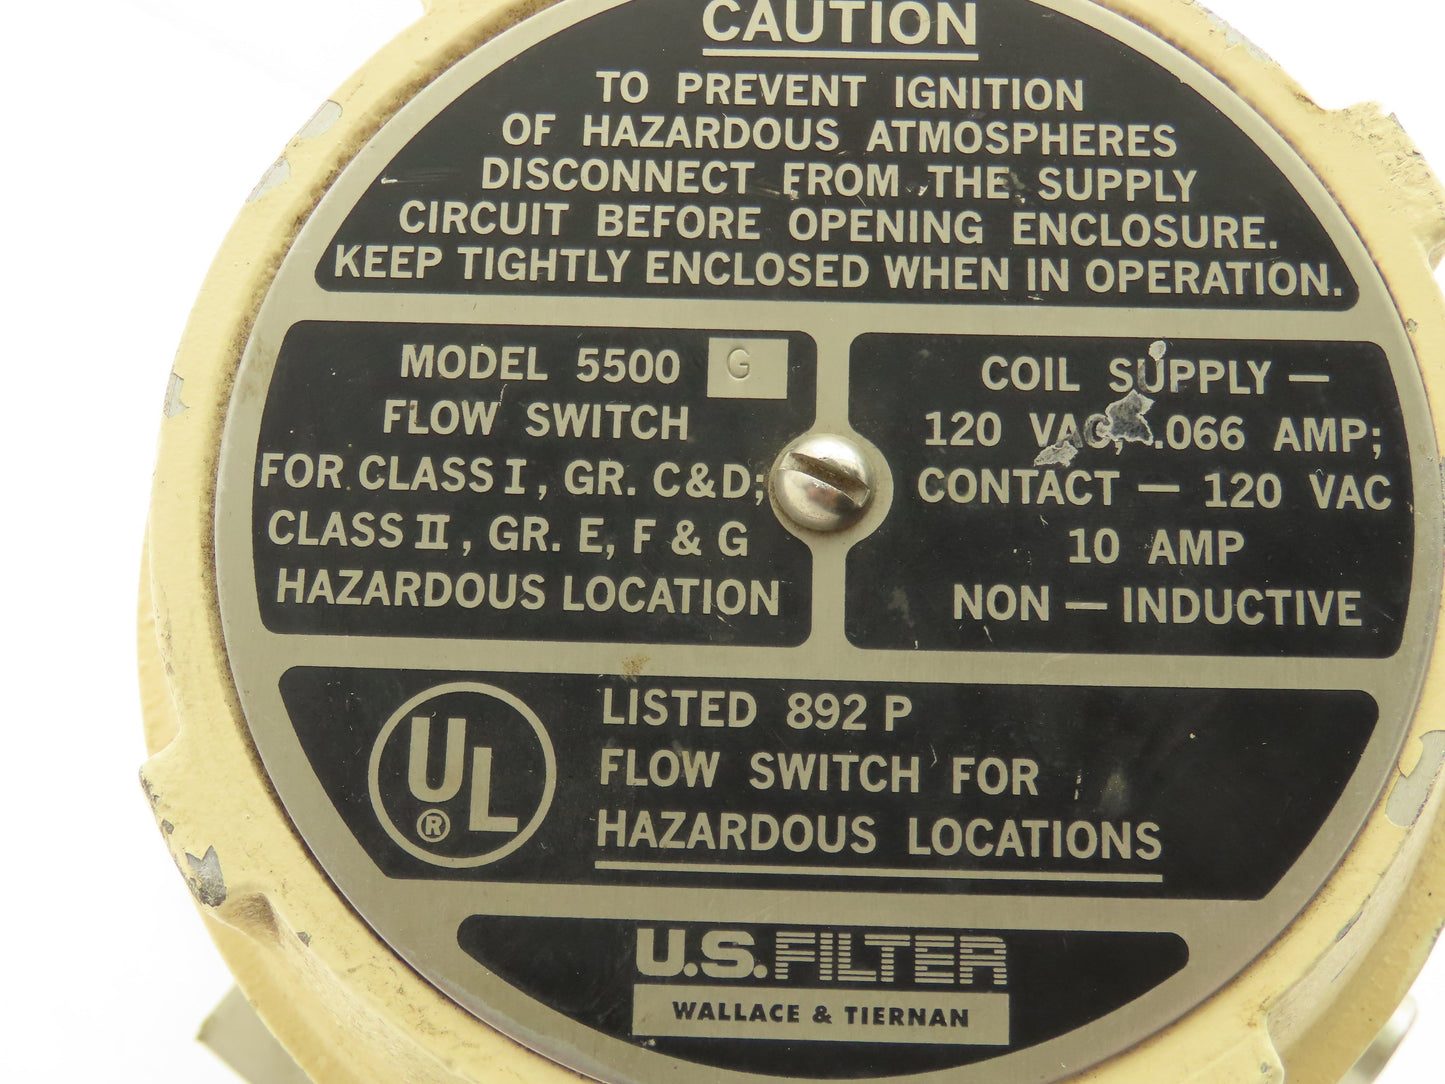 CAUTION
TO PREVENT IGNITION
OF HAZARDOUS ATMOSPHERES
DISCONNECT FROM THE SUPPLY
CIRCUIT BEFORE OPENING ENCLOSURE.
KEEP TIGHTLY ENCLOSED WHEN IN OPERATION.
MODEL 5500 G
FLOW SWITCH
FOR CLASS I, GR. C&D;
CLASS II, GR. E, F & G
HAZARDOUS LOCATION
COIL SUPPLY —
120 VAC, .066 AMP;
CONTACT — 120 VAC
10 AMP
NON — INDUCTIVE
UL ®
LISTED 892 P
FLOW SWITCH FOR
HAZARDOUS LOCATIONS
U.S.FILTER
WALLACE & TIERNAN